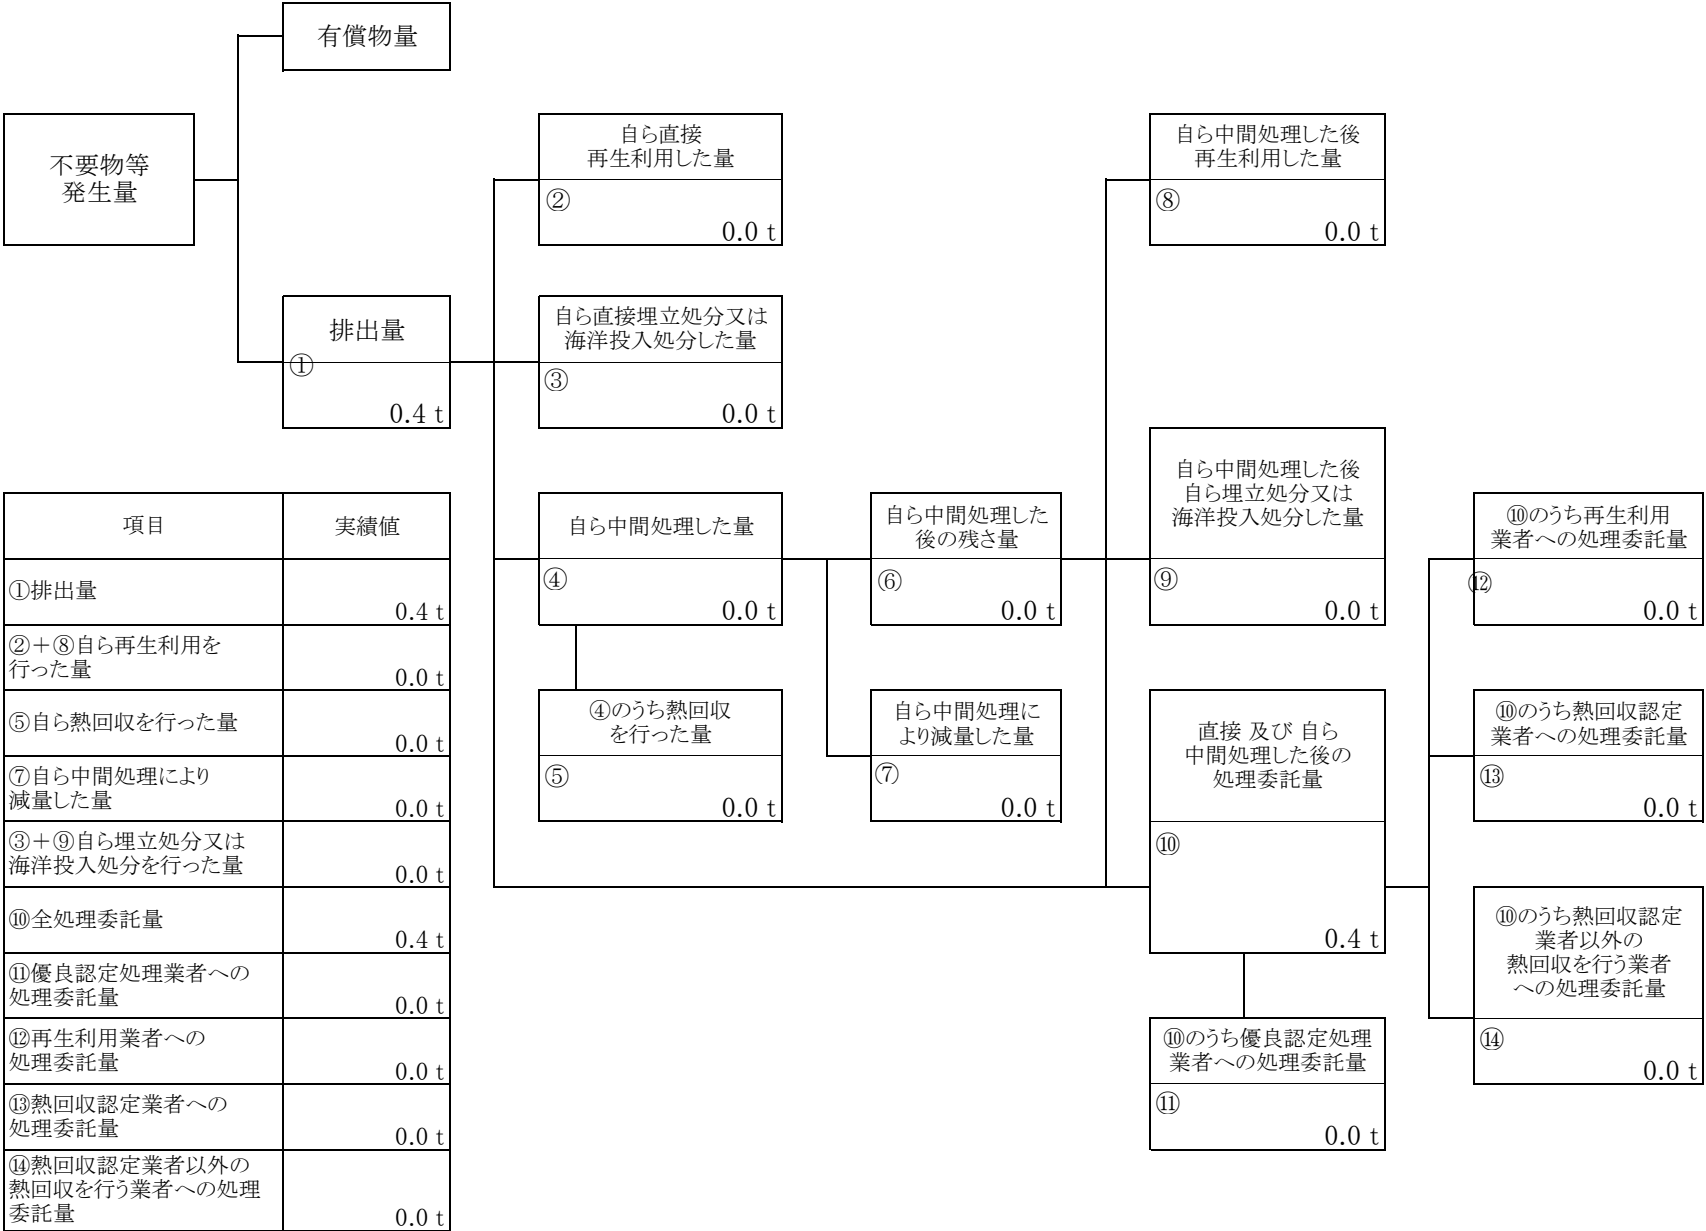 有償物量
不要物等
発生量
自ら直接
再生利用した量
②
0.0 t
自ら中間処理した後
再生利用した量
⑧
0.0 t
排出量
①
0.4 t
自ら直接埋立処分又は
海洋投入処分した量
③
0.0 t
自ら中間処理した量
④
0.0 t
自ら中間処理した
後の残さ量
⑥
0.0 t
自ら中間処理した後
自ら埋立処分又は
海洋投入処分した量
⑨
0.0 t
⑩のうち再生利用
業者への処理委託量
⑫
0.0 t
④のうち熱回収
を行った量
⑤
0.0 t
自ら中間処理に
より減量した量
⑦
0.0 t
直接 及び 自ら
中間処理した後の
処理委託量
⑩
0.4 t
⑩のうち熱回収認定
業者への処理委託量
⑬
0.0 t
⑩のうち熱回収認定
業者以外の
熱回収を行う業者
への処理委託量
⑭
0.0 t
⑩のうち優良認定処理
業者への処理委託量
⑪
0.0 t
項目 実績値
①排出量
0.4 t
②+⑧自ら再生利用を
行った量
0.0 t
⑤自ら熱回収を行った量
0.0 t
⑦自ら中間処理により
減量した量
0.0 t
③+⑨自ら埋立処分又は
海洋投入処分を行った量
0.0 t
⑩全処理委託量
0.4 t
⑪優良認定処理業者への
処理委託量
0.0 t
⑫再生利用業者への
処理委託量
0.0 t
⑬熱回収認定業者への
処理委託量
0.0 t
⑭熱回収認定業者以外の
熱回収を行う業者への処理
委託量
0.0 t